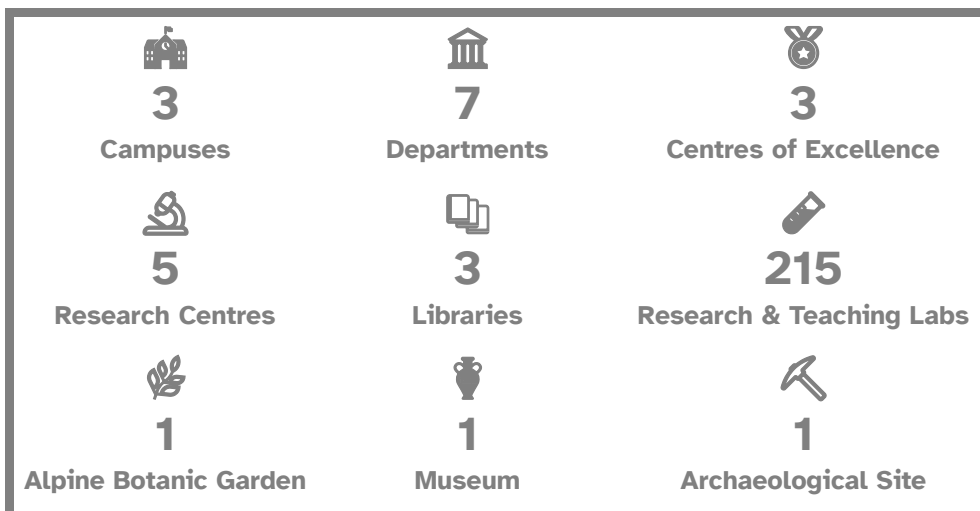 3 7 3
Campuses Departments Centres of Excellence
5 3 215
Research Centres Libraries Research & Teaching Labs
1 1 1
Alpine Botanic Garden Museum Archaeological Site